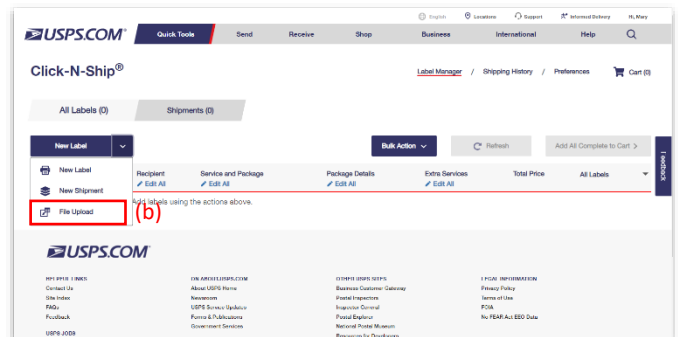 English Locations Support Informed Delivery Hi, Mary
USPS.COM® Quick Tools Send Receive Shop Business International Help
Click-N-Ship® Label Manager / Shipping History / Preferences Cart (0)
All Labels (0) Shipments (0)
New Label Bulk Action Refresh Add All Complete to Cart >
New Label Recipient Service and Package Package Details Extra Services Total Price All Labels
Edit All Edit All Edit All Edit All
New Shipment
Add labels using the actions above.
File Upload (b)
Feedback
USPS.COM
HELPFUL LINKS ON ABOUT.USPS.COM OTHER USPS SITES LEGAL INFORMATION
Contact Us About USPS Home Business Customer Gateway Privacy Policy
Site Index Newsroom Postal Inspectors Terms of Use
FAQs USPS Service Updates Inspector General FOIA
Feedback Forms & Publications Postal Explorer No FEAR Act EEO Data
Government Services National Postal Museum
USPS JOBS Resources for Developers